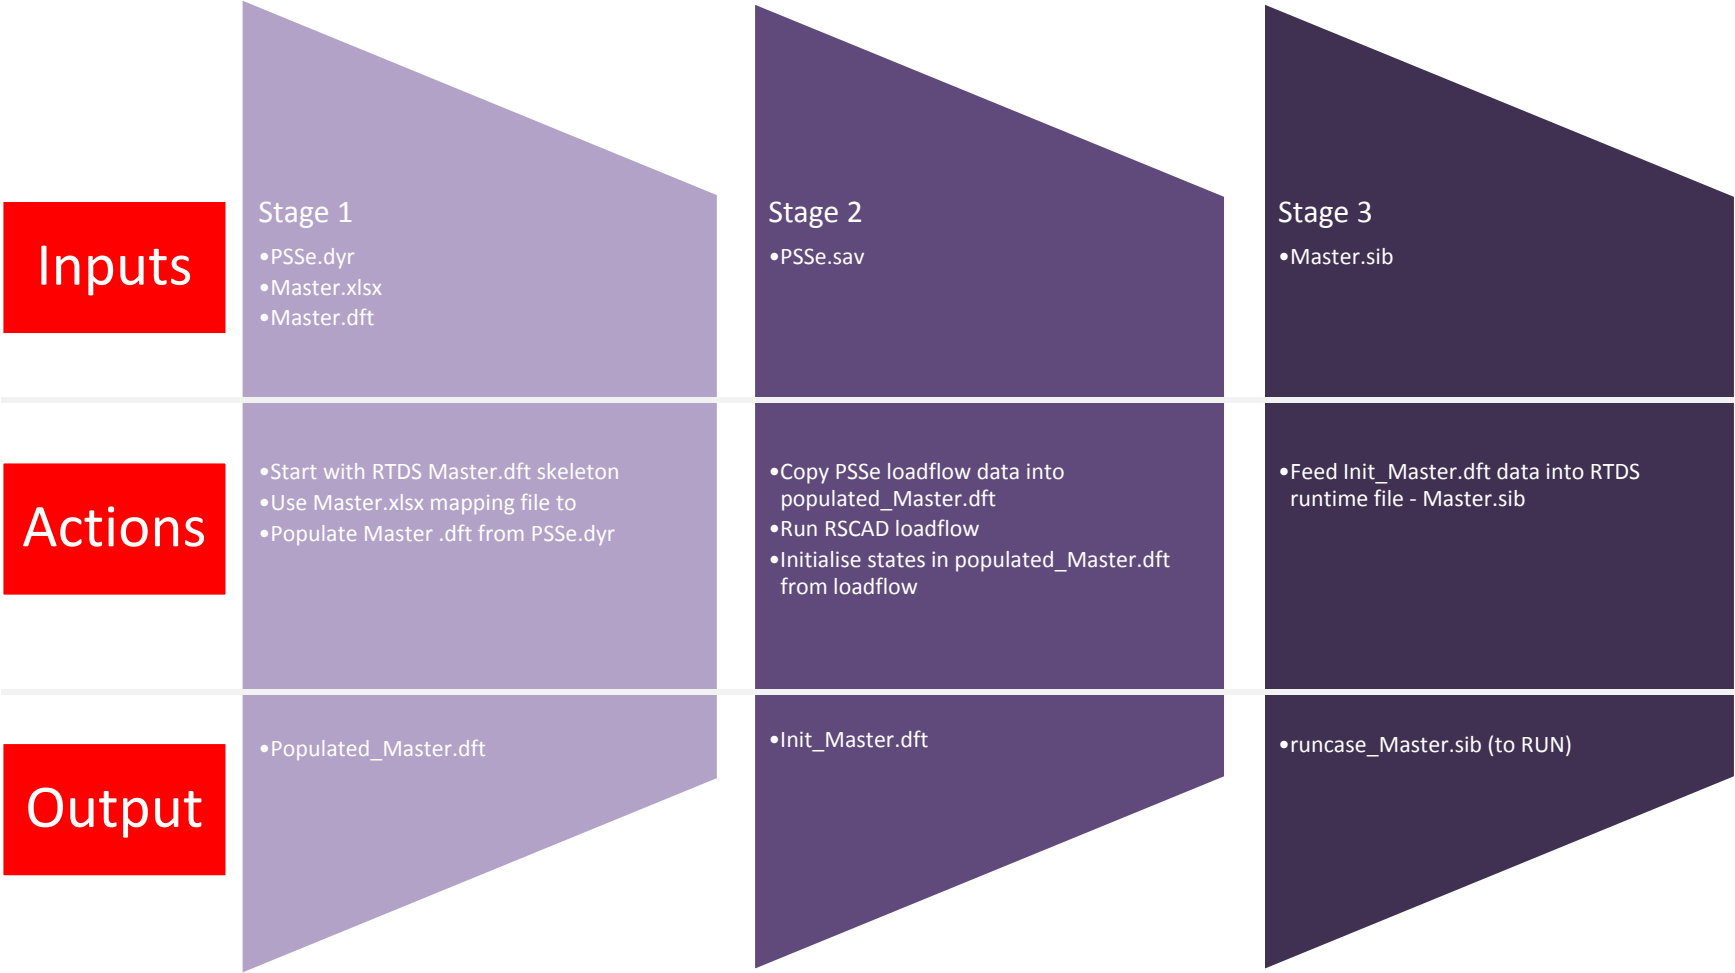 Stage 1
Stage 2
Stage 3
Inputs
•PSSe.dyr
•Master.xlsx
•Master.dft
•PSSe.sav
•Master.sib
Actions
•Start with RTDS Master.dft skeleton
•Use Master.xlsx mapping file to
•Populate Master .dft from PSSe.dyr
•Copy PSSe loadflow data into
populated_Master.dft
•Run RSCAD loadflow
•Initialise states in populated_Master.dft
from loadflow
•Feed Init_Master.dft data into RTDS
runtime file - Master.sib
Output
•Populated_Master.dft
•Init_Master.dft
•runcase_Master.sib (to RUN)